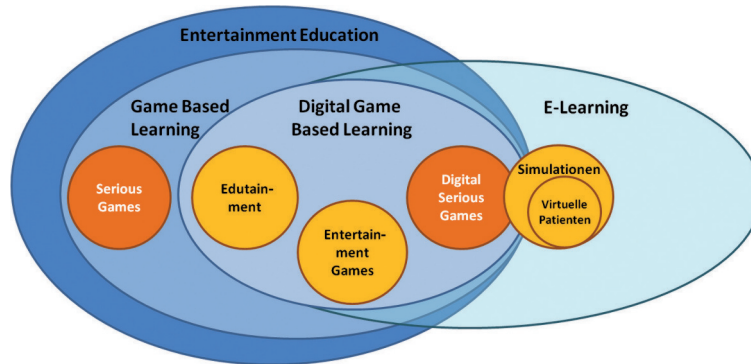 Entertainment Education
Game Based
Learning
Digital Game
Based Learning
E-Learning
Serious
Games
Edutain-
ment
Entertain-
ment
Games
Digital
Serious
Games
Simulationen
Virtuelle
Patienten